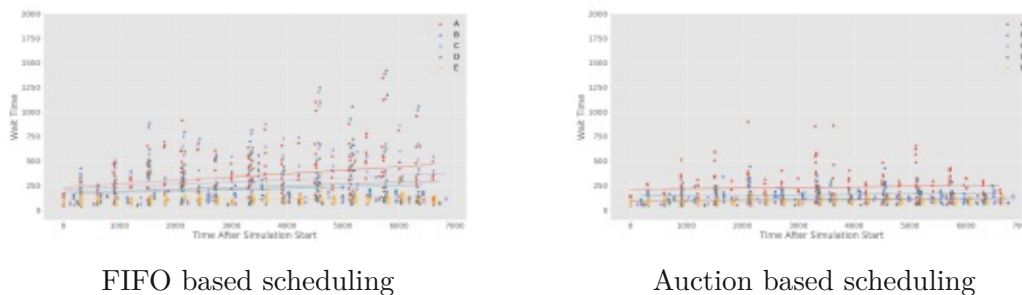 2000
1750
1500
1250
1000
750
500
250
0
Wait Time
0 1000 2000 3000 4000 5000 6000 7000
Time After Simulation Start
A
B
C
D
E
FIFO based scheduling
2000
1750
1500
1250
1000
750
500
250
0
Wait Time
0 1000 2000 3000 4000 5000 6000 7000
Time After Simulation Start
Auction based scheduling